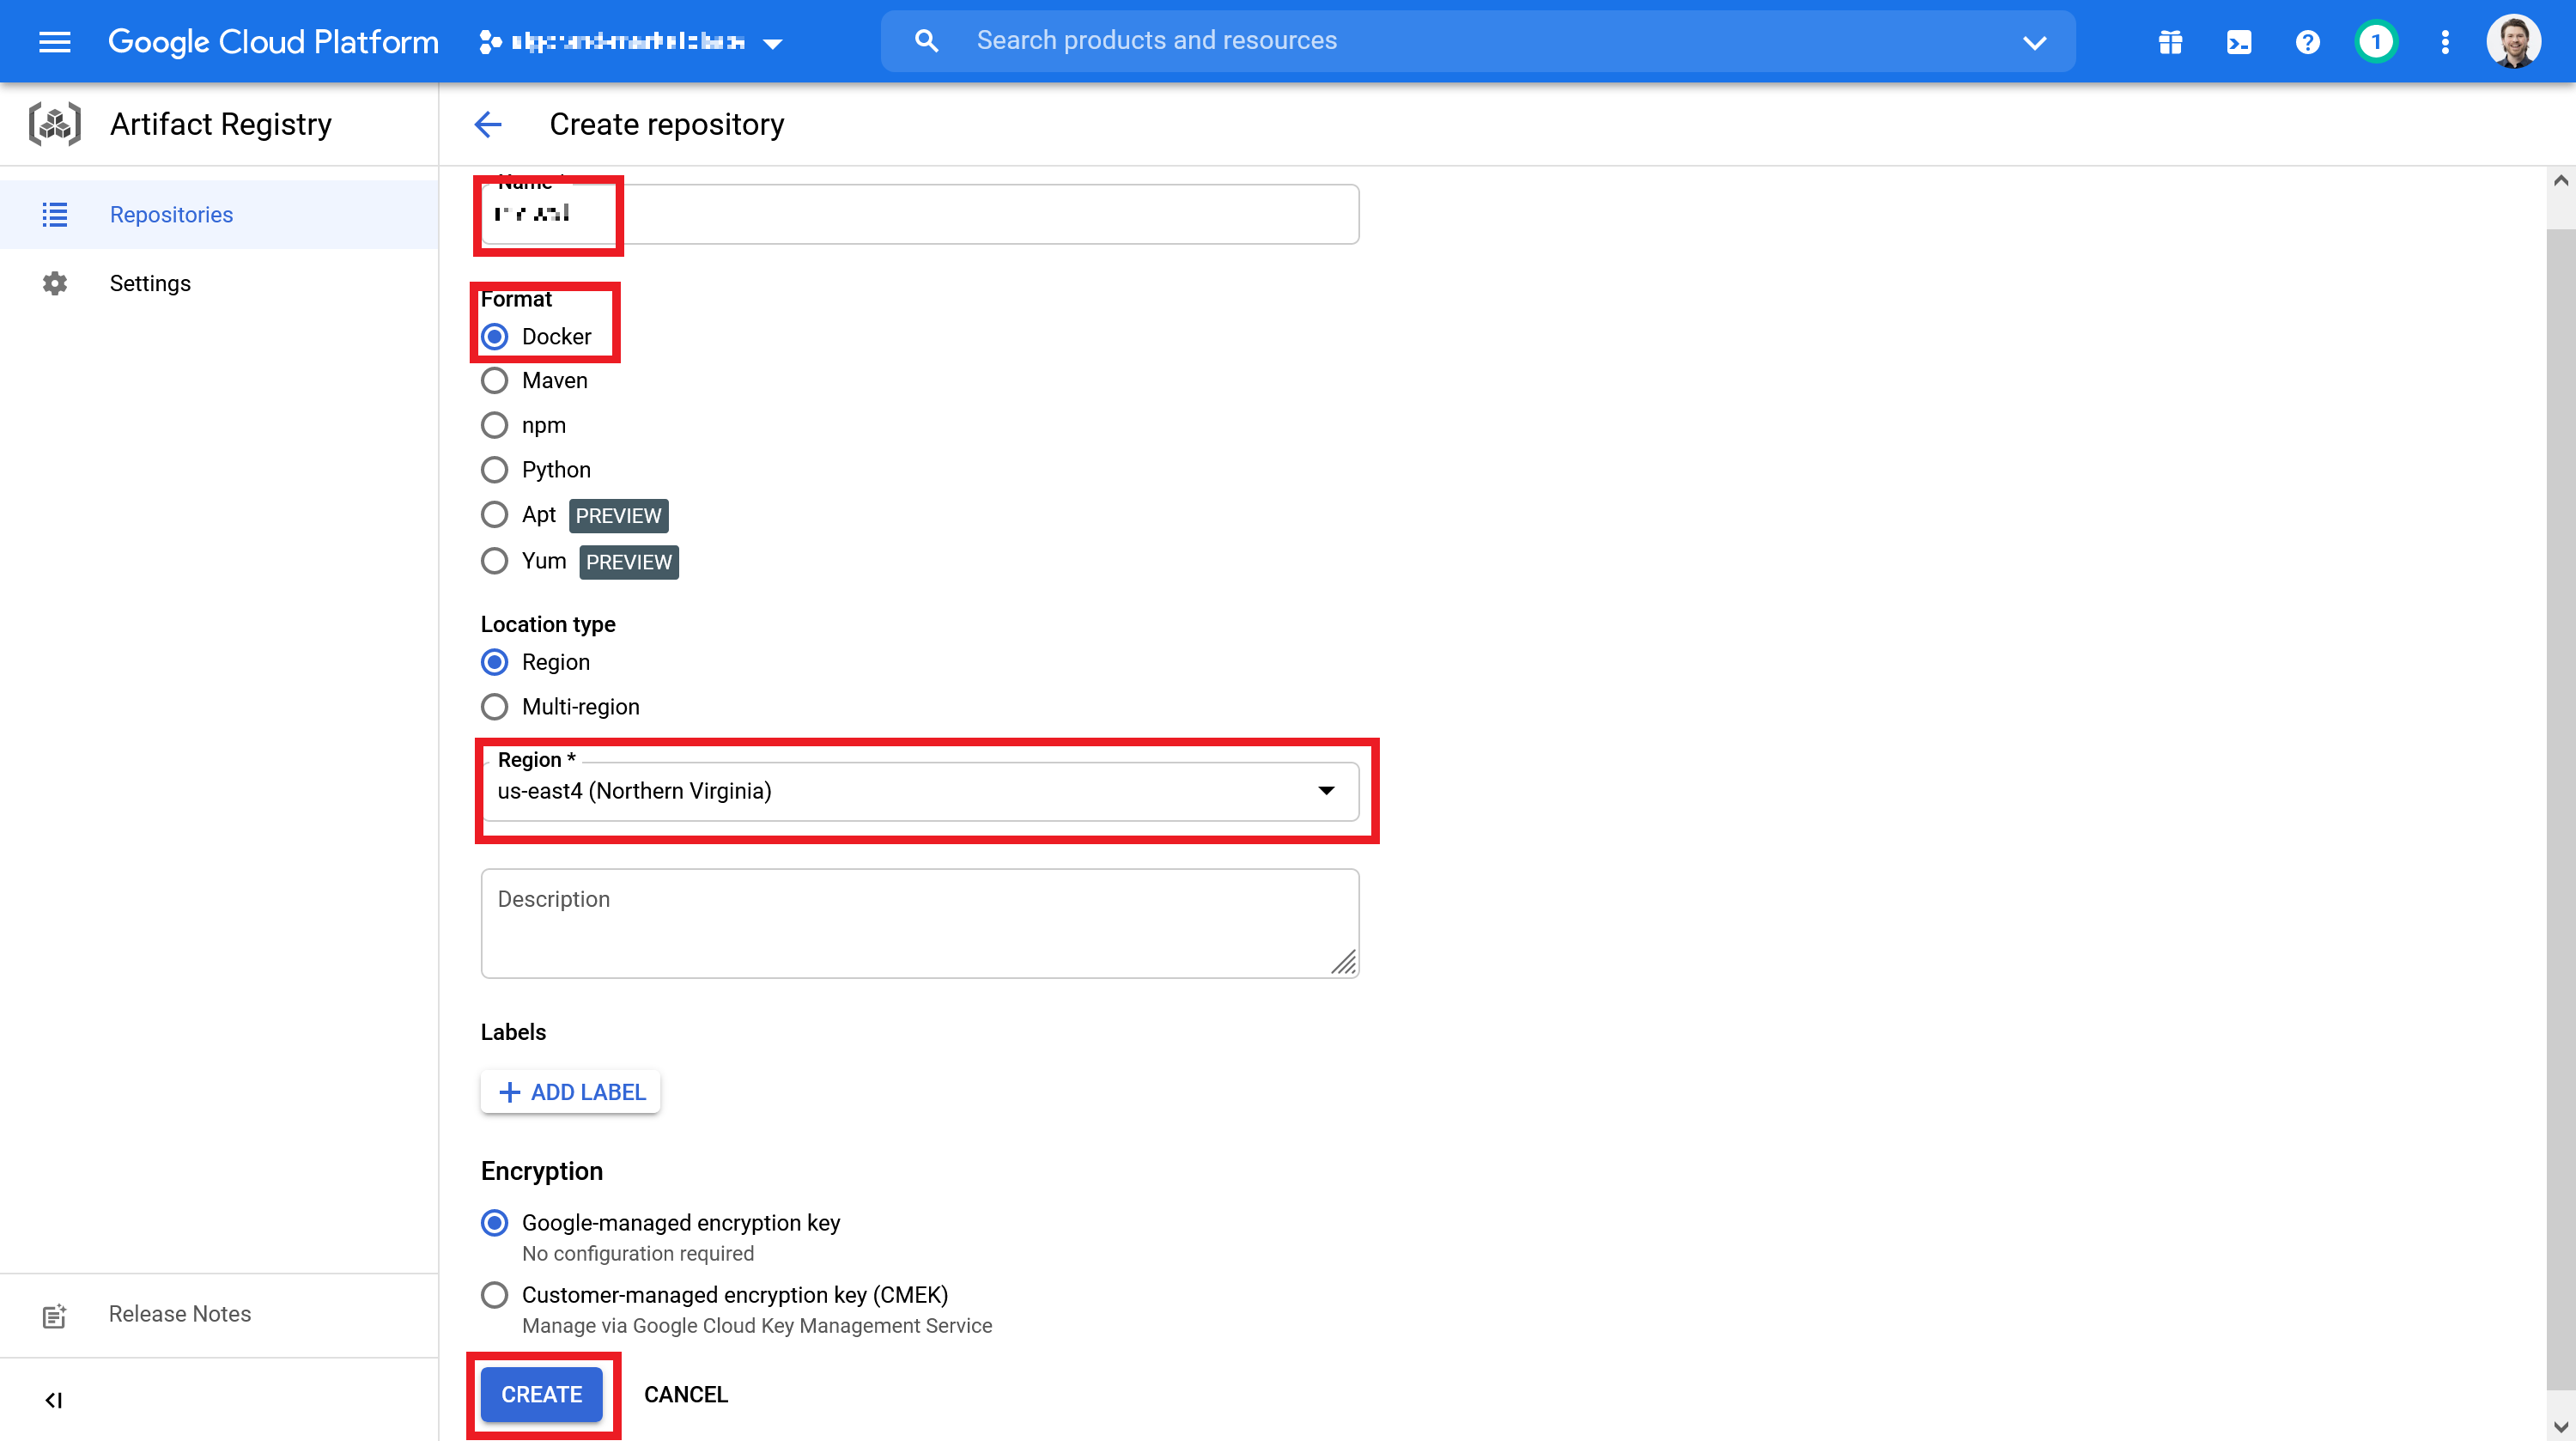 Google Cloud Platform
Search products and resources
1
Artifact Registry
Create repository
Repositories
Settings
Name *
Format
Docker
Maven
npm
Python
Apt PREVIEW
Yum PREVIEW
Location type
Region
Multi-region
Region *
us-east4 (Northern Virginia)
Description
Labels
ADD LABEL
Encryption
Google-managed encryption key
No configuration required
Customer-managed encryption key (CMEK)
Manage via Google Cloud Key Management Service
Release Notes
CREATE CANCEL